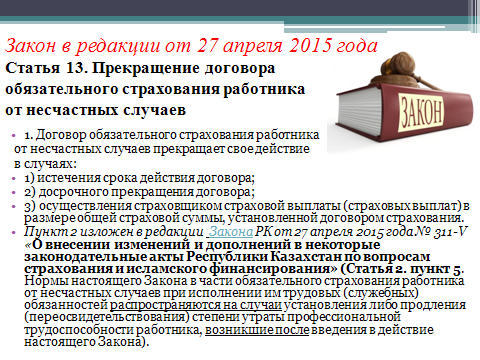 Закон в редакции от 27 апреля 2015 года
Статья 13. Прекращение договора
обязательного страхования работника
от несчастных случаев
ЗАКОН
• 1. Договор обязательного страхования работника
от несчастных случаев прекращает свое действие
в случаях:
• 1) истечения срока действия договора;
• 2) досрочного прекращения договора;
• 3) осуществления страховщиком страховой выплаты (страховых выплат) в
размере общей страховой суммы, установленной договором страхования.
• Пункт 2 изложен в редакции Закона РК от 27 апреля 2015 года № 311-V
«О внесении изменений и дополнений в некоторые
законодательные акты Республики Казахстан по вопросам
страхования и исламского финансирования» (Статья 2. пункт 5.
Нормы настоящего Закона в части обязательного страхования работника
от несчастных случаев при исполнении им трудовых (служебных)
обязанностей распространяются на случаи установления либо продления
(переосвидетельствования) степени утраты профессиональной
трудоспособности работника, возникшие после введения в действие
настоящего Закона).